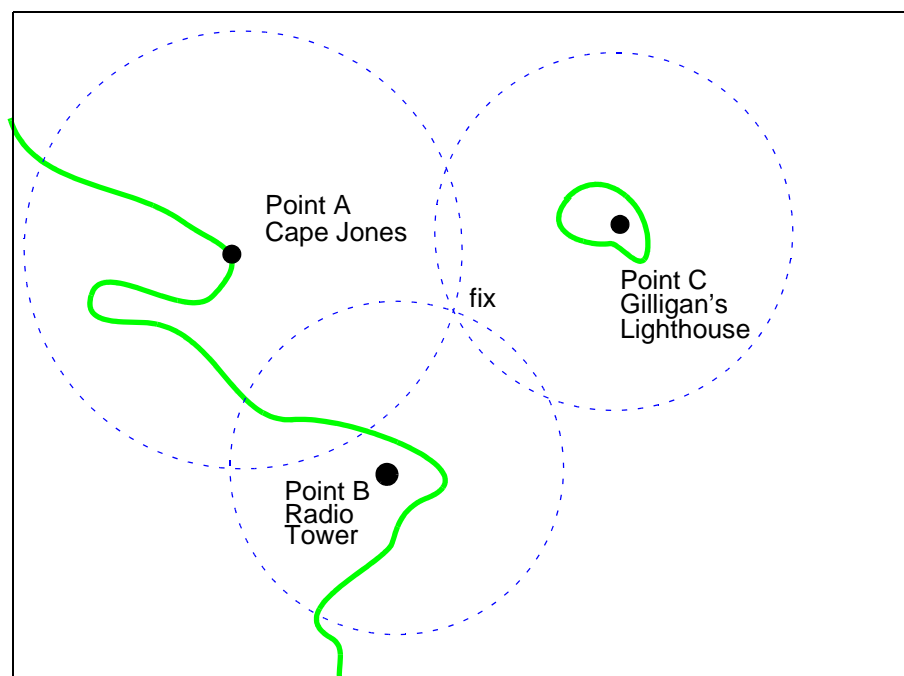 Point A
Cape Jones
fix
Point C
Gilligan's
Lighthouse
Point B
Radio
Tower